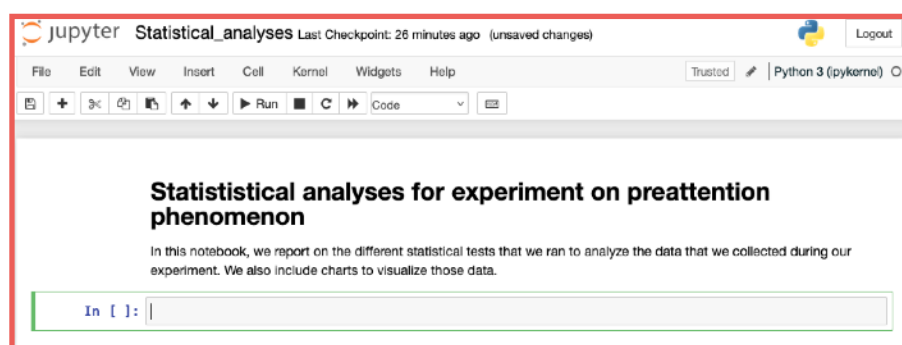 jupyter Statistical_analyses Last Checkpoint: 26 minutes ago (unsaved changes) Logout
File Edit View Insert Cell Kernel Widgets Help Trusted Python 3 (ipykernel)
Run Code
Statististical analyses for experiment on preattention
phenomenon
In this notebook, we report on the different statistical tests that we ran to analyze the data that we collected during our
experiment. We also include charts to visualize those data.
In [ ]: